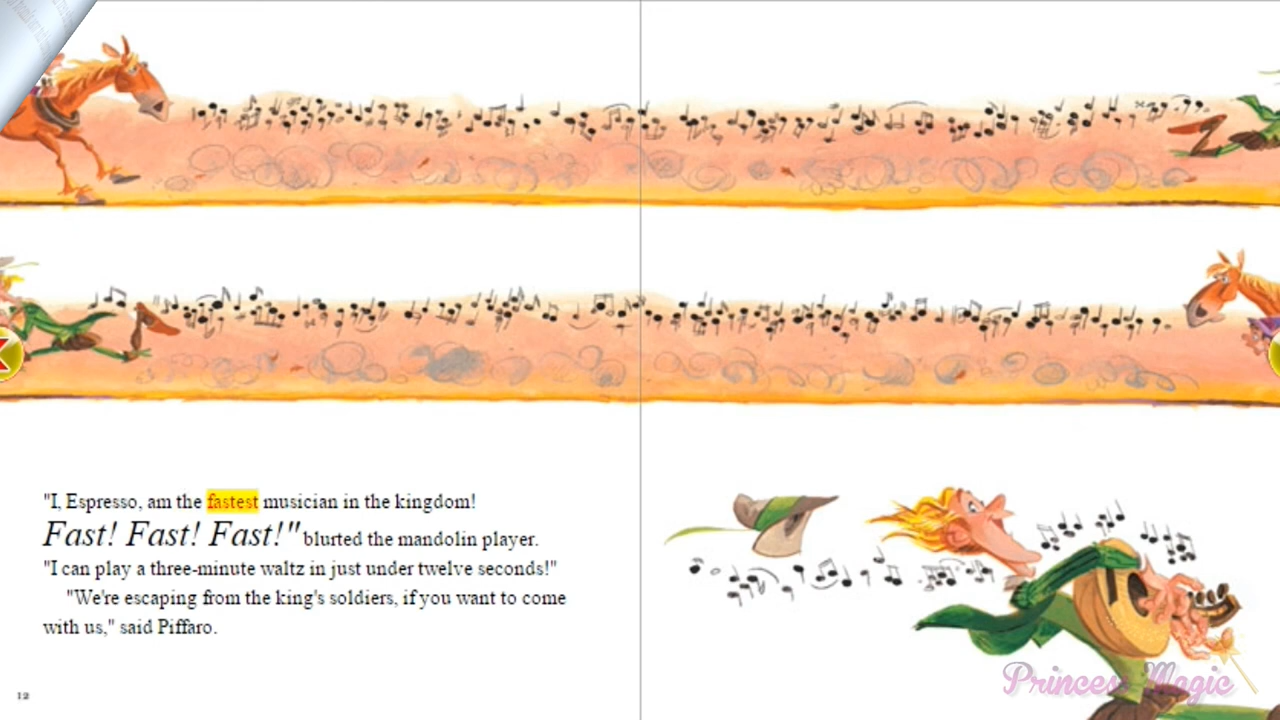 "I, Espresso, am the fastest musician in the kingdom!
Fast! Fast! Fast!" blurted the mandolin player.
"I can play a three-minute waltz in just under twelve seconds!"
"We're escaping from the king's soldiers, if you want to come
with us," said Piffaro.
12
Princess Magic